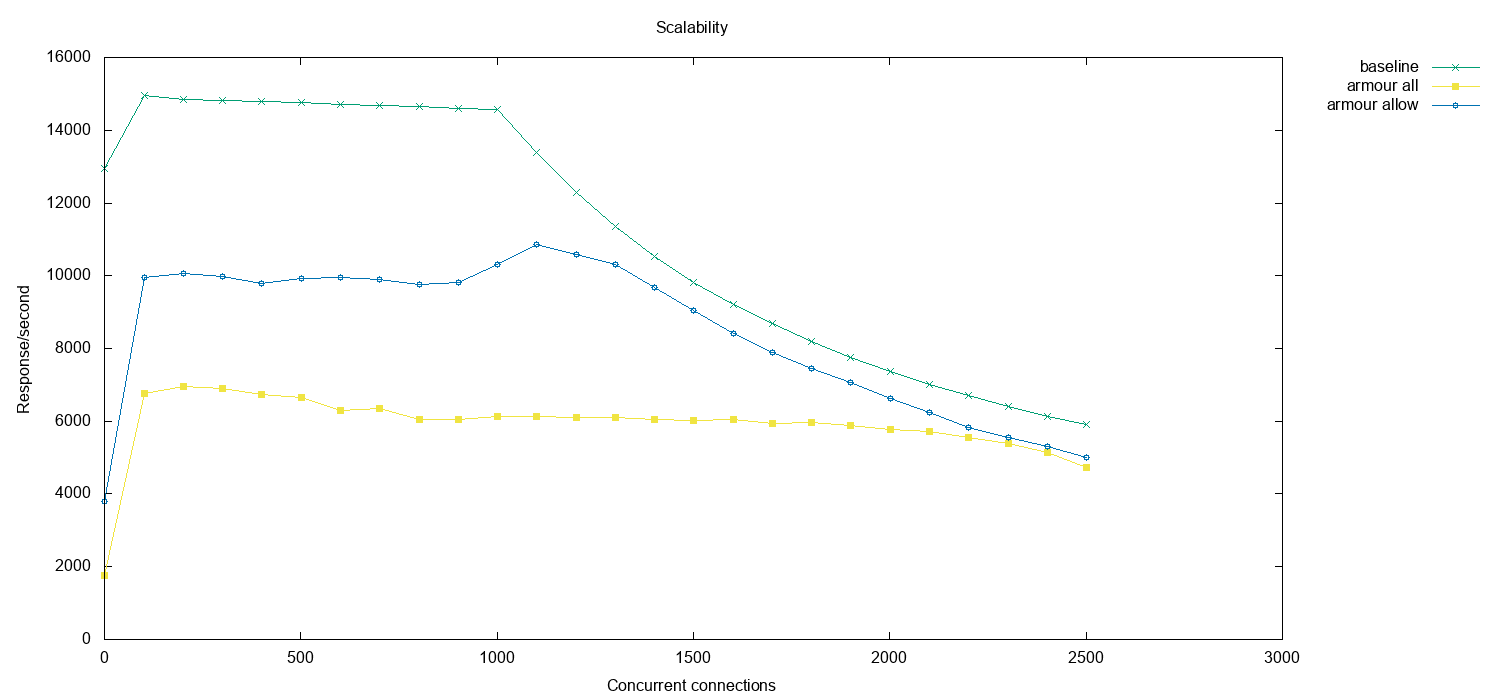 Scalability
16000
14000
12000
10000
8000
6000
4000
2000
0
Response/second
0 500 1000 1500 2000 2500 3000
Concurrent connections
baseline
armour all
armour allow